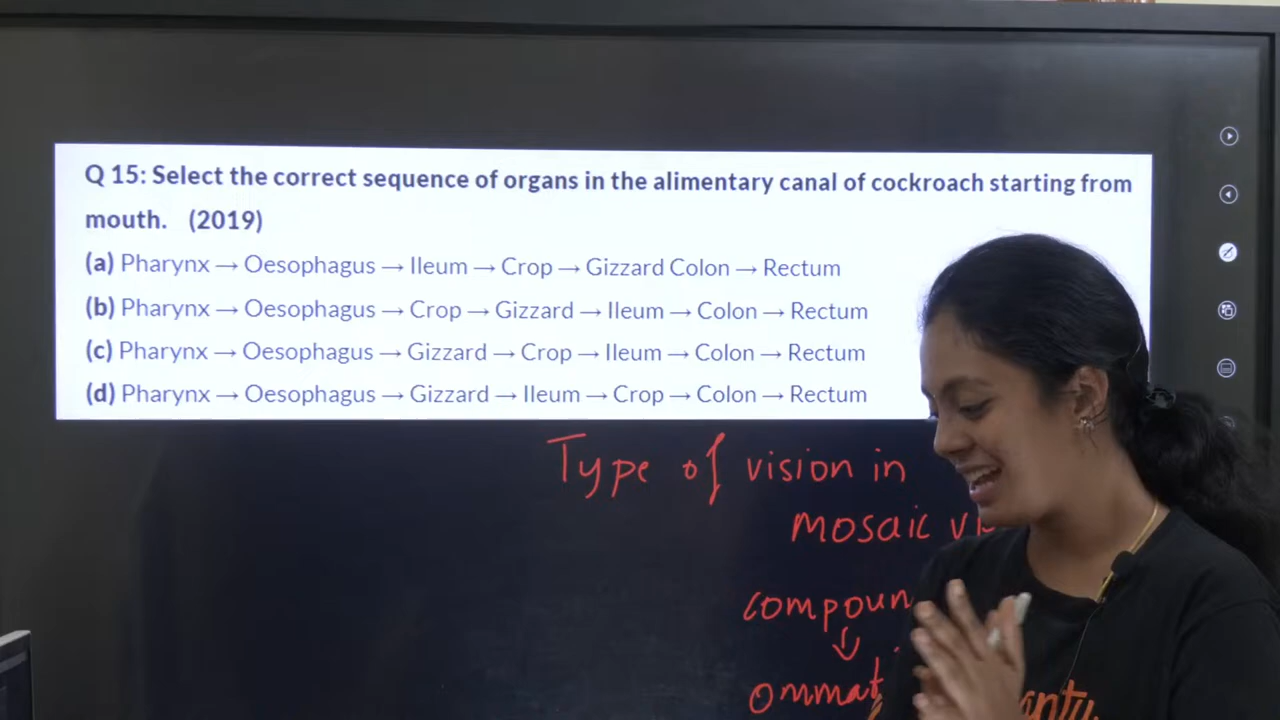 Q 15: Select the correct sequence of organs in the alimentary canal of cockroach starting from
mouth. (2019)
(a) Pharynx → Oesophagus → Ileum → Crop → Gizzard Colon → Rectum
(b) Pharynx → Oesophagus → Crop → Gizzard → Ileum → Colon → Rectum
(c) Pharynx → Oesophagus → Gizzard → Crop → Ileum → Colon → Rectum
(d) Pharynx → Oesophagus → Gizzard → Ileum → Crop → Colon → Rectum
Type of vision in
mosaic